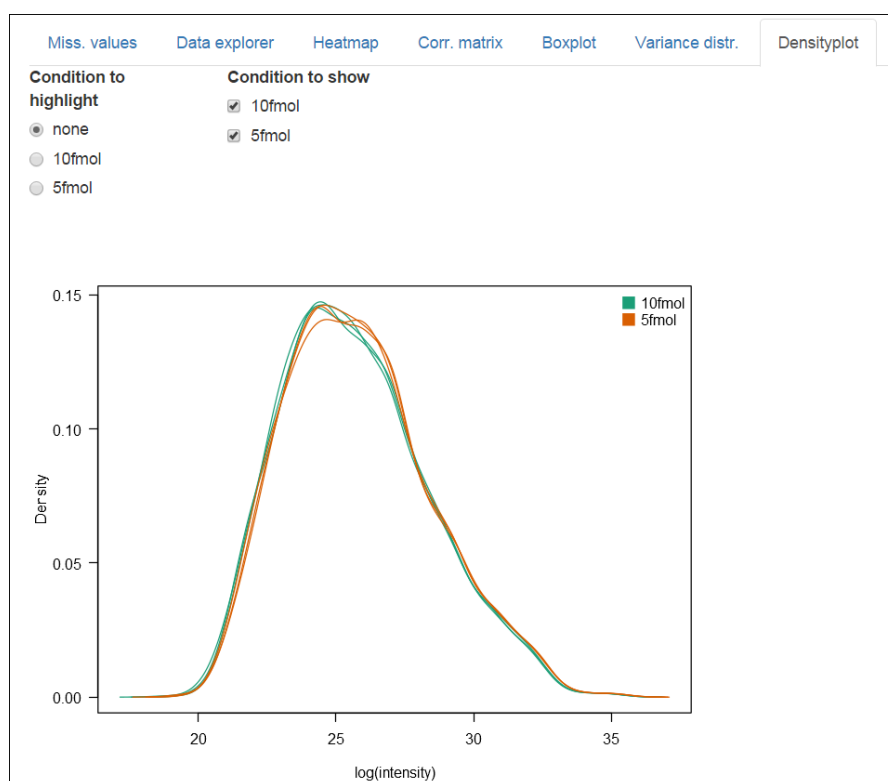 Miss. values Data explorer Heatmap Corr. matrix Boxplot Variance distr. Densityplot
Condition to highlight
none
10fmol
5fmol
Condition to show
10fmol
5fmol
10fmol
5fmol
0.15
0.10
0.05
0.00
Density
20 25 30 35
log(intensity)